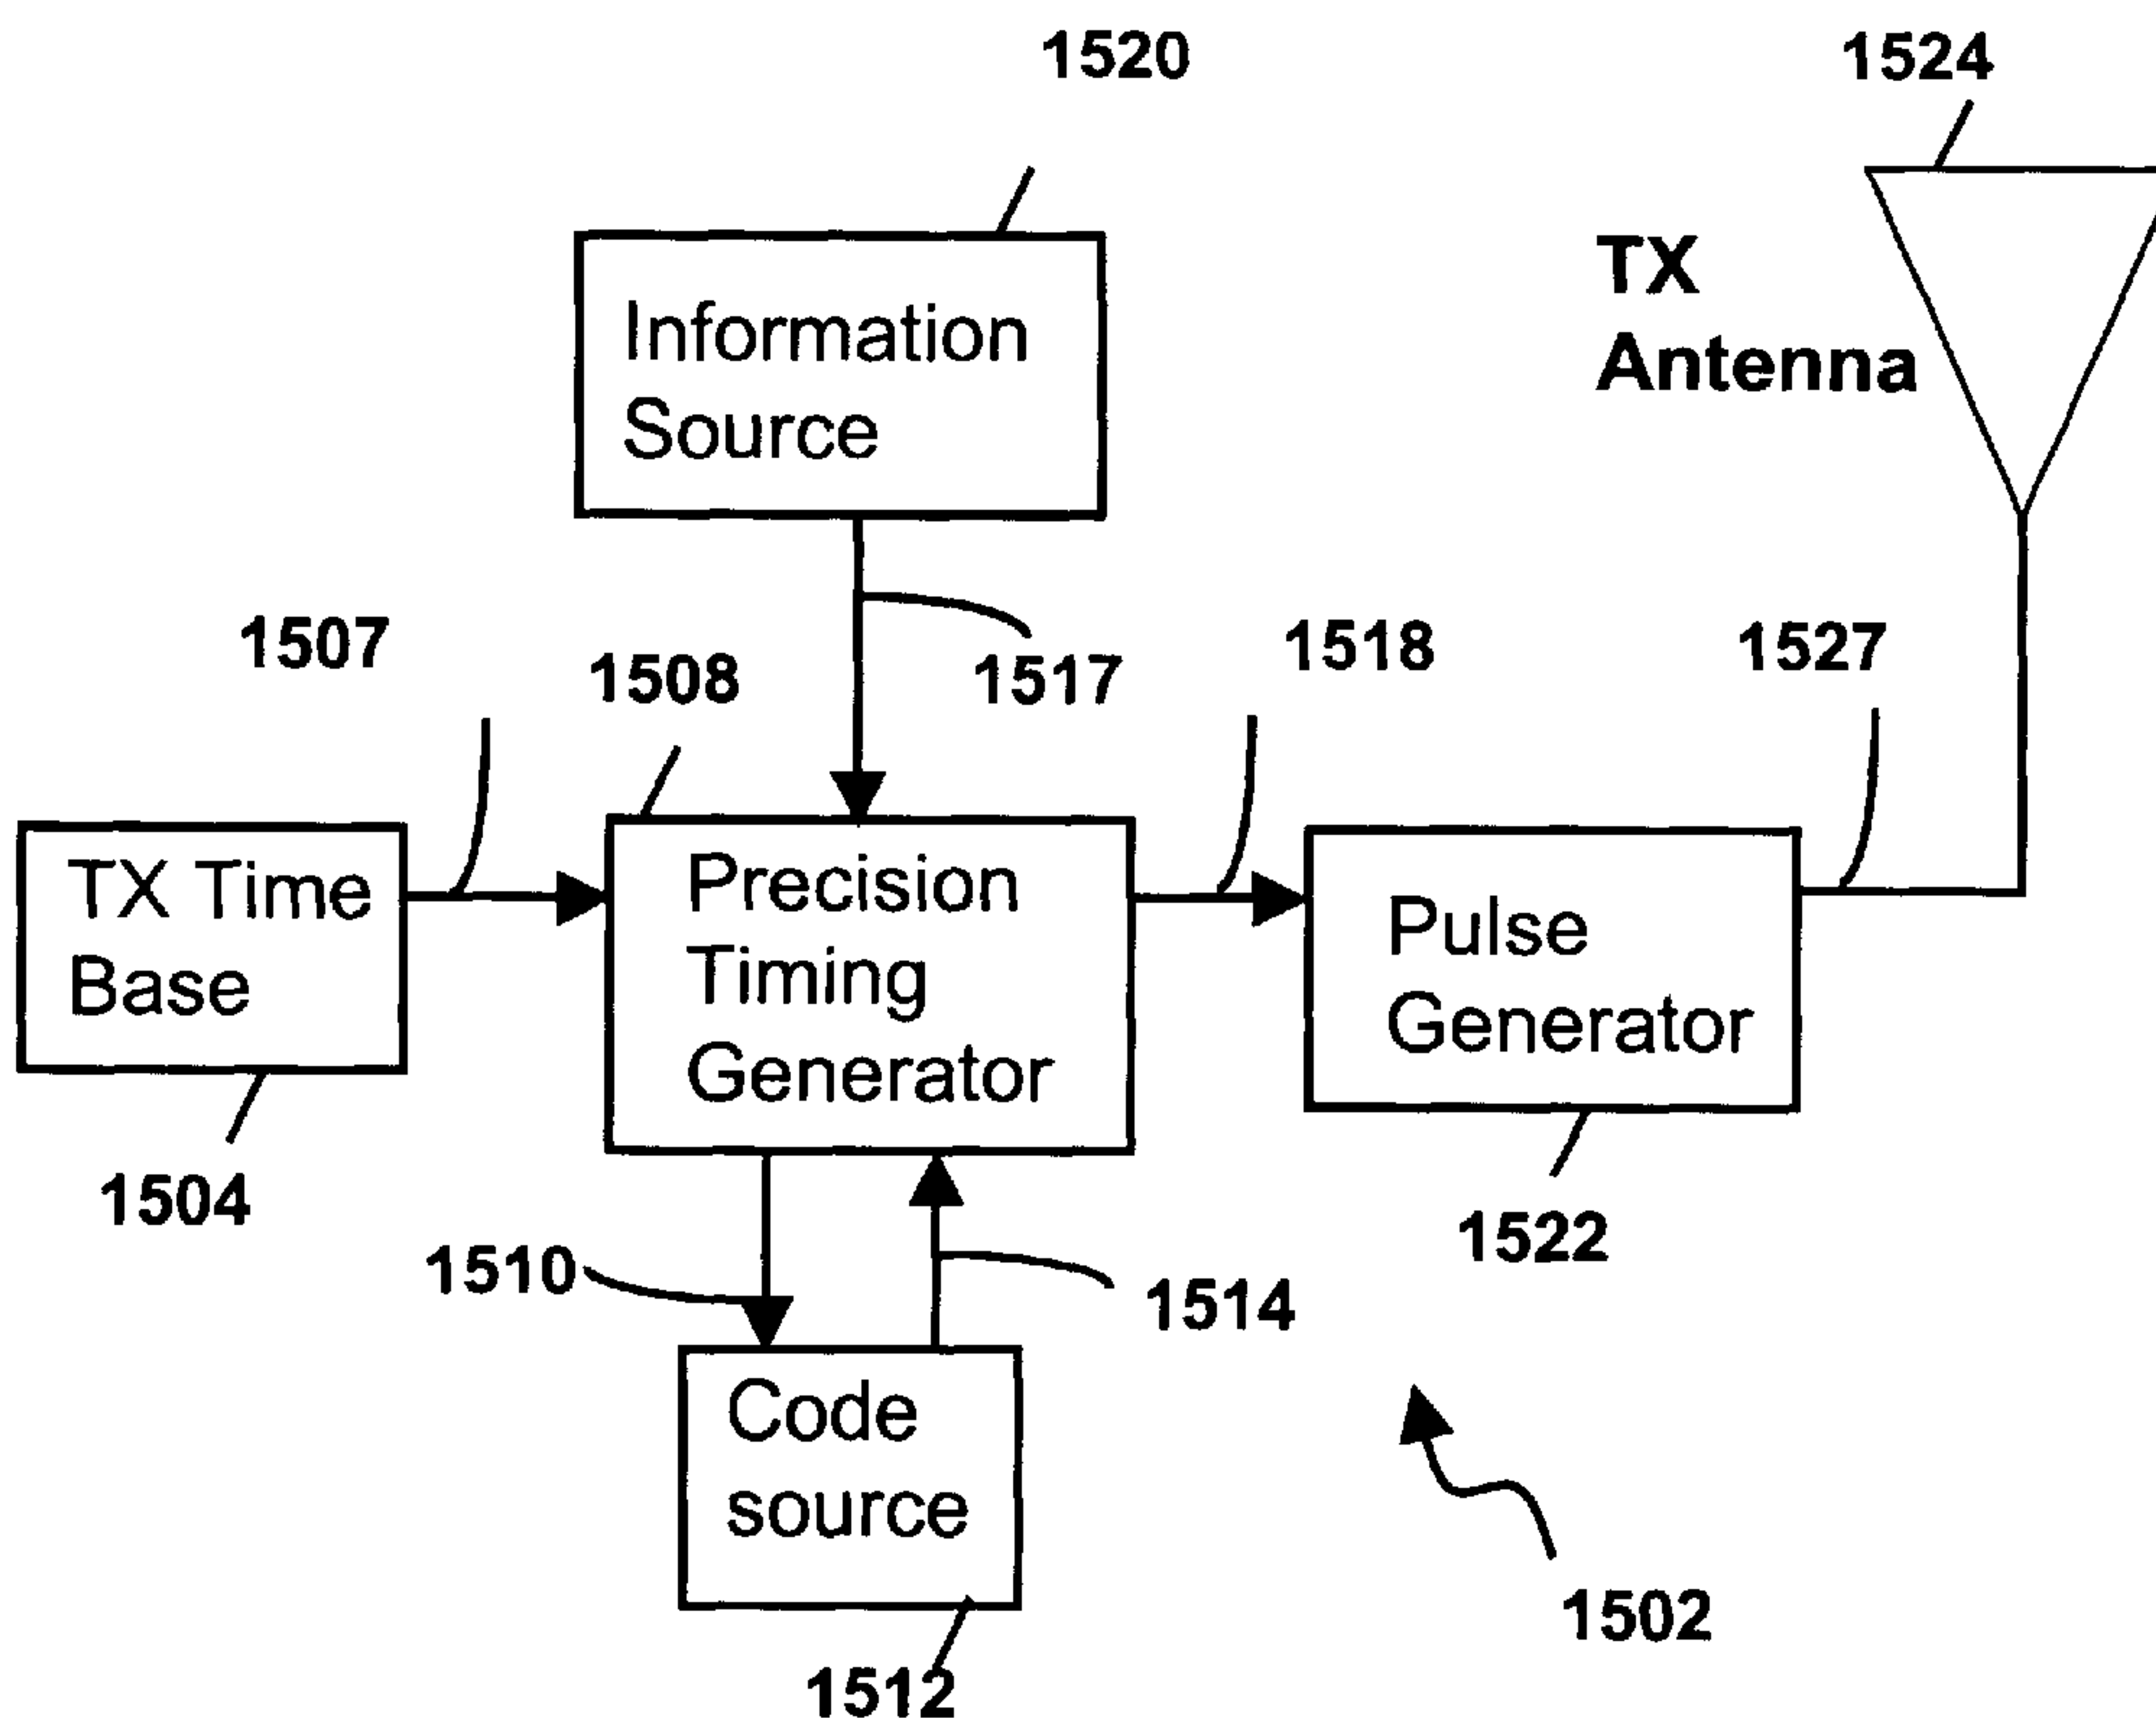 1520
1524
TX
Antenna
Information
Source
1507
1508
1517
1518
1527
TX Time
Base
Precision
Timing
Generator
Pulse
Generator
1504
1510
1514
1522
Code
source
1502
1512